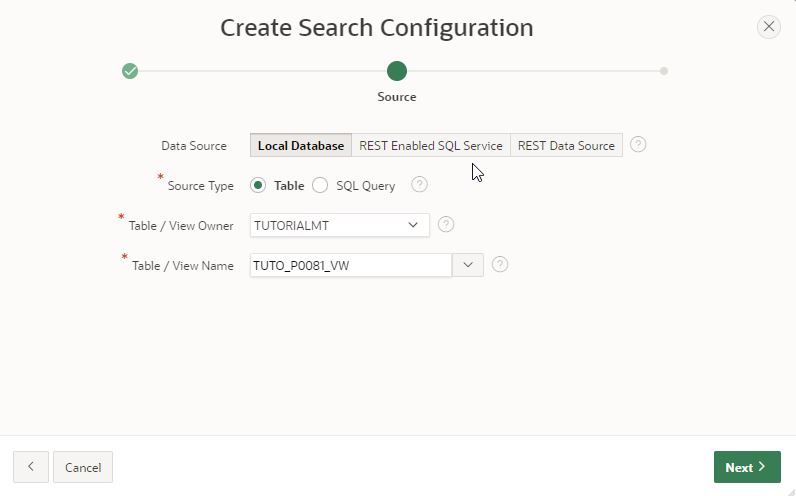 Create Search Configuration
Source
Data Source Local Database REST Enabled SQL Service REST Data Source ?
* Source Type Table SQL Query ?
* Table / View Owner TUTORIALMT ?
* Table / View Name TUTO_P0081_VW ?
Cancel Next